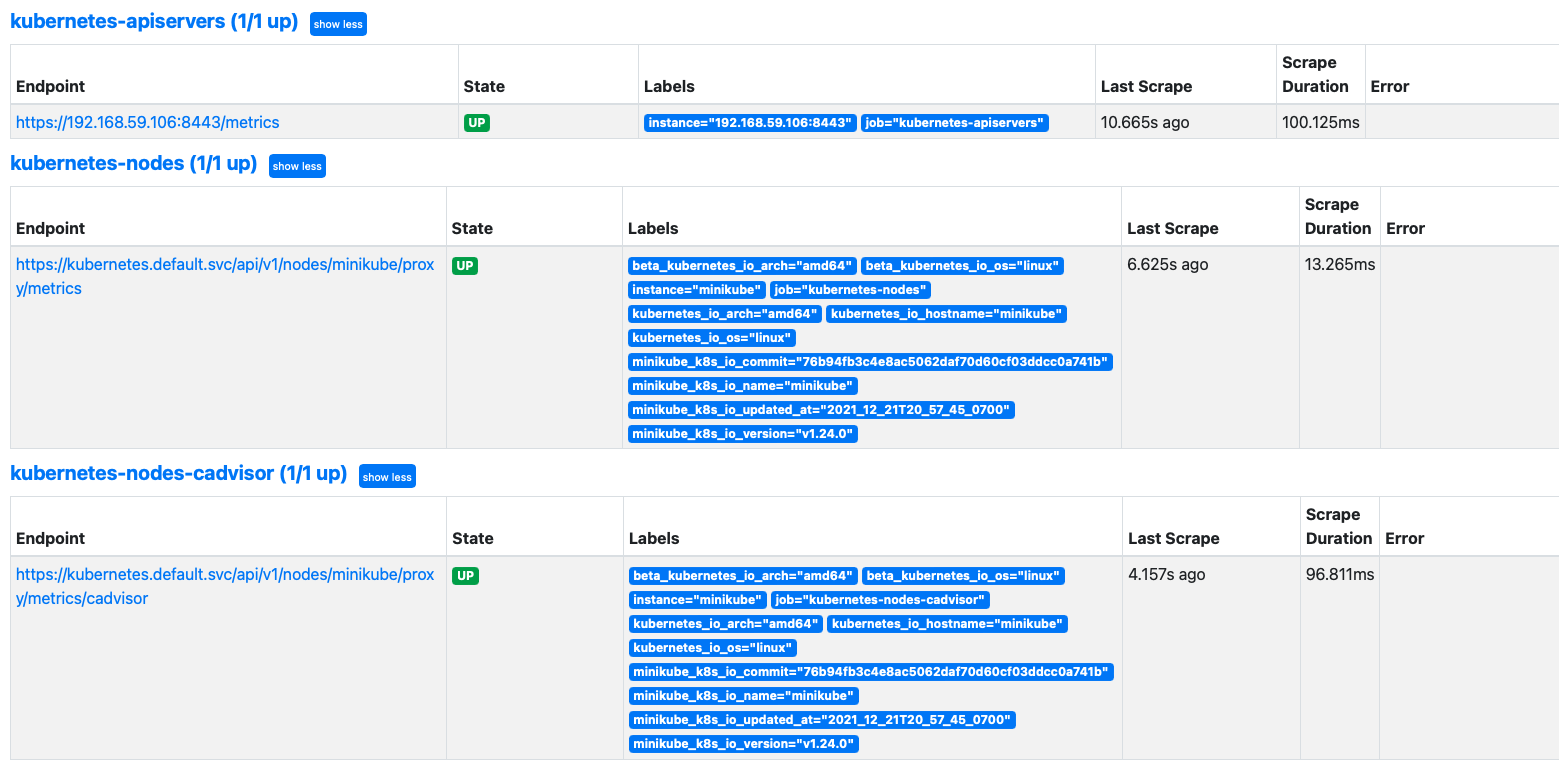 kubernetes-apiservers (1/1 up) show less
Endpoint State Labels Last Scrape Scrape Duration Error
https://192.168.59.106:8443/metrics UP instance="192.168.59.106:8443" job="kubernetes-apiservers" 10.665s ago 100.125ms
kubernetes-nodes (1/1 up) show less
Endpoint State Labels Last Scrape Scrape Duration Error
https://kubernetes.default.svc/api/v1/nodes/minikube/prox UP beta_kubernetes_io_arch="amd64" beta_kubernetes_io_os="linux" 6.625s ago 13.265ms
y/metrics instance="minikube" job="kubernetes-nodes"
kubernetes_io_arch="amd64" kubernetes_io_hostname="minikube"
kubernetes_io_os="linux"
minikube_k8s_io_commit="76b94fb3c4e8ac5062daf70d60cf03ddcc0a741b"
minikube_k8s_io_name="minikube"
minikube_k8s_io_updated_at="2021_12_21T20_57_45_0700"
minikube_k8s_io_version="v1.24.0"
kubernetes-nodes-cadvisor (1/1 up) show less
Endpoint State Labels Last Scrape Scrape Duration Error
https://kubernetes.default.svc/api/v1/nodes/minikube/prox UP beta_kubernetes_io_arch="amd64" beta_kubernetes_io_os="linux" 4.157s ago 96.811ms
y/metrics/cadvisor instance="minikube" job="kubernetes-nodes-cadvisor"
kubernetes_io_arch="amd64" kubernetes_io_hostname="minikube"
kubernetes_io_os="linux"
minikube_k8s_io_commit="76b94fb3c4e8ac5062daf70d60cf03ddcc0a741b"
minikube_k8s_io_name="minikube"
minikube_k8s_io_updated_at="2021_12_21T20_57_45_0700"
minikube_k8s_io_version="v1.24.0"